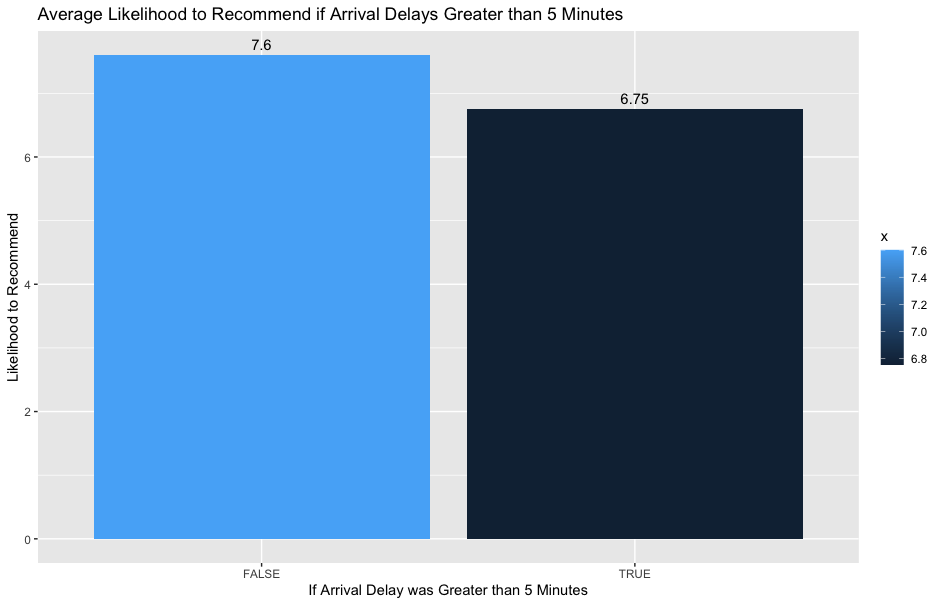 Average Likelihood to Recommend if Arrival Delays Greater than 5 Minutes
7.6
6.75
6
4
2
0
Likelihood to Recommend
FALSE
TRUE
If Arrival Delay was Greater than 5 Minutes
x
7.6
7.4
7.2
7.0
6.8